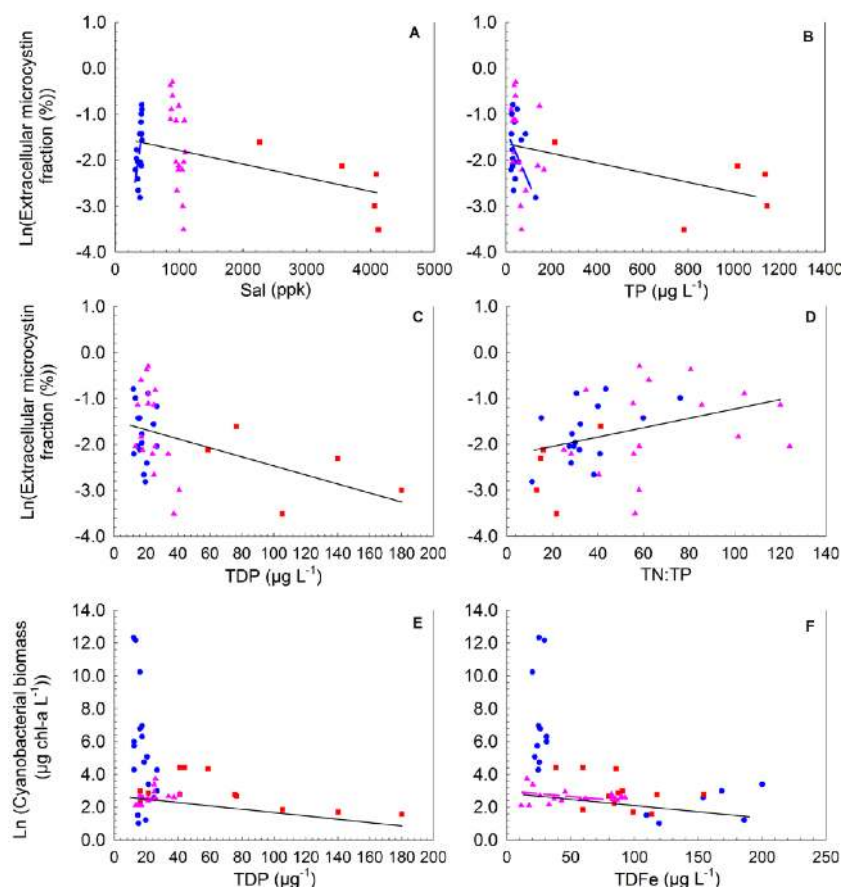 A
B
Ln(Extracellular microcystin
fraction (%))
1.0
0.0
-1.0
-2.0
-3.0
-4.0
0 1000 2000 3000 4000 5000
Sal (ppk)
1.0
0.0
-1.0
-2.0
-3.0
-4.0
0 200 400 600 800 1000 1200 1400
TP (µg L⁻¹)
C
D
Ln(Extracellular microcystin
fraction (%))
1.0
0.0
-1.0
-2.0
-3.0
-4.0
0 20 40 60 80 100 120 140 160 180 200
TDP (µg L⁻¹)
1.0
0.0
-1.0
-2.0
-3.0
-4.0
0 20 40 60 80 100 120 140
TN:TP
E
F
Ln (Cyanobacterial biomass
(µg chl-a L⁻¹)
14.0
12.0
10.0
8.0
6.0
4.0
2.0
0.0
0 20 40 60 80 100 120 140 160 180 200
TDP (µg⁻¹)
14.0
12.0
10.0
8.0
6.0
4.0
2.0
0.0
0 50 100 150 200 250
TDFe (µg L⁻¹)